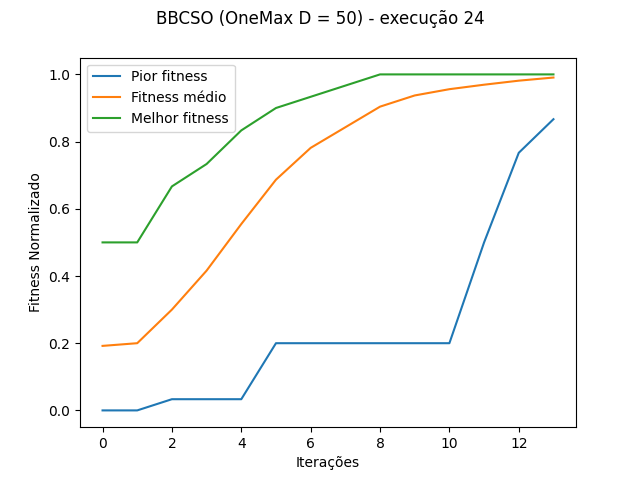 BBCSO (OneMax D = 50) - execução 24
Pior fitness
Fitness médio
Melhor fitness
Fitness Normalizado
1.0
0.8
0.6
0.4
0.2
0.0
0 2 4 6 8 10 12
Iterações